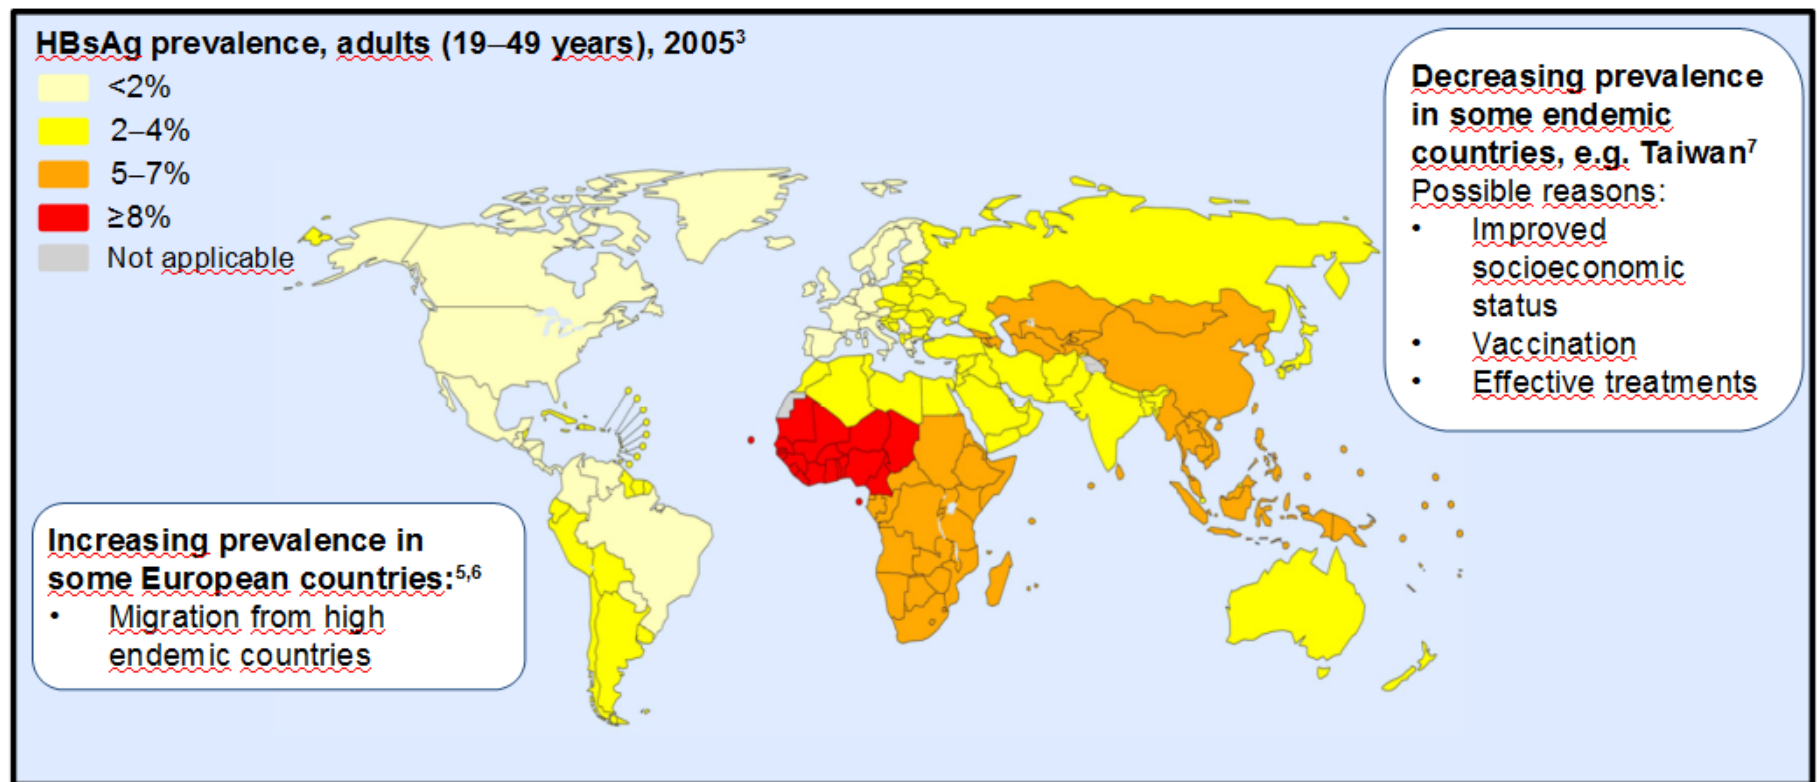 HBsAg prevalence, adults (19–49 years), 2005³
<2%
2–4%
5–7%
≥8%
Not applicable
Decreasing prevalence
in some endemic
countries, e.g. Taiwan⁷
Possible reasons:
• Improved
socioeconomic
status
• Vaccination
• Effective treatments
Increasing prevalence in
some European countries:⁵,⁶
• Migration from high
endemic countries